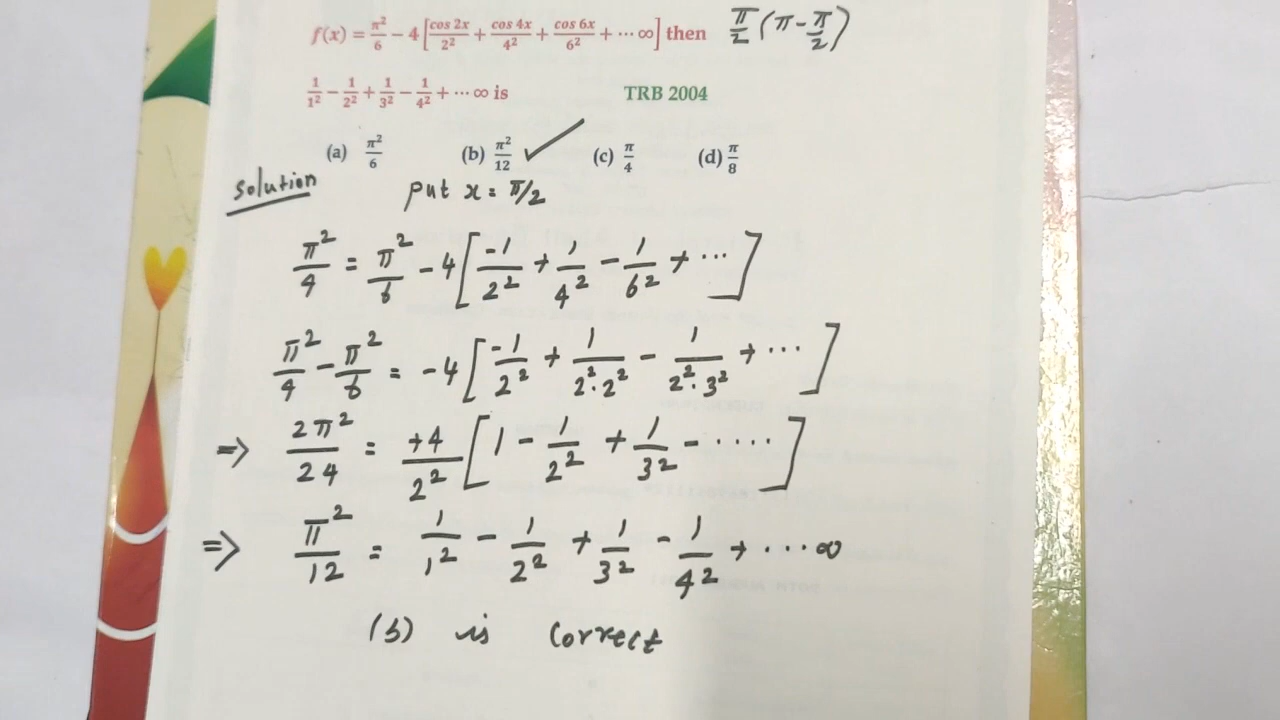 f(x) = π²/6 − 4 [cos 2x/2² + cos 4x/4² + cos 6x/6² + ⋯ ∞] then π/2 (π − π/2)
1/1² − 1/2² + 1/3² − 1/4² + ⋯ ∞ is TRB 2004
(a) π²/6 (b) π²/12 ✓ (c) π/4 (d) π/8
Solution put x = π/2
π²/4 = π²/6 − 4 [−1/2² + 1/4² − 1/6² + ⋯]
π²/4 − π²/6 = −4 [−1/2² + 1/2²·2² − 1/2²·3² + ⋯]
⇒ 2π²/24 = +4/2² [1 − 1/2² + 1/3² − ⋯⋅]
⇒ π²/12 = 1/1² − 1/2² + 1/3² − 1/4² + ⋯ ∞
(b) is correct